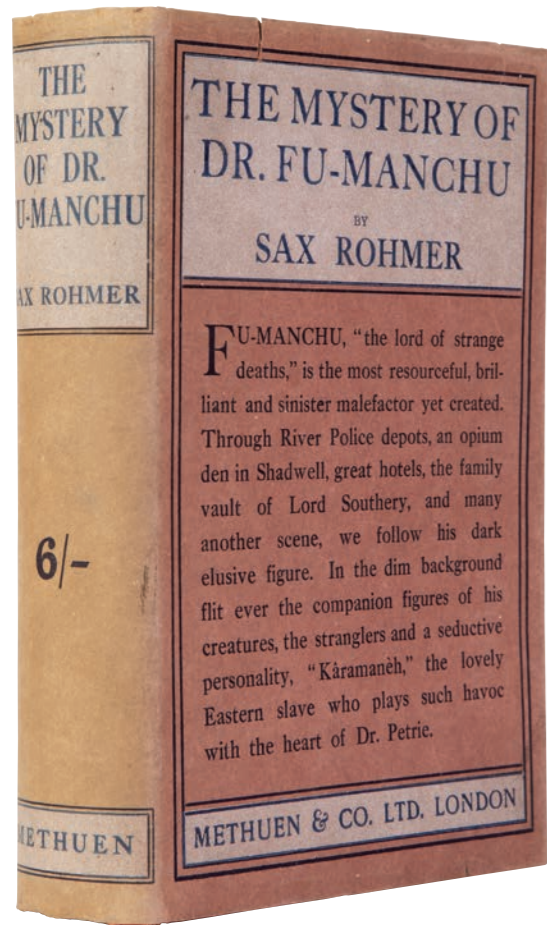 THE
MYSTERY
OF DR.
U-MANCHU
AX ROHMER
6/-
METHUEN
THE MYSTERY OF
DR. FU-MANCHU
BY
SAX ROHMER
FU-MANCHU, "the lord of strange
deaths," is the most resourceful, bril-
liant and sinister malefactor yet created.
Through River Police depots, an opium
den in Shadwell, great hotels, the family
vault of Lord Southery, and many
another scene, we follow his dark
elusive figure. In the dim background
flit ever the companion figures of his
creatures, the stranglers and a seductive
personality, "Kâramanèh," the lovely
Eastern slave who plays such havoc
with the heart of Dr. Petrie.
METHUEN & CO. LTD. LONDON